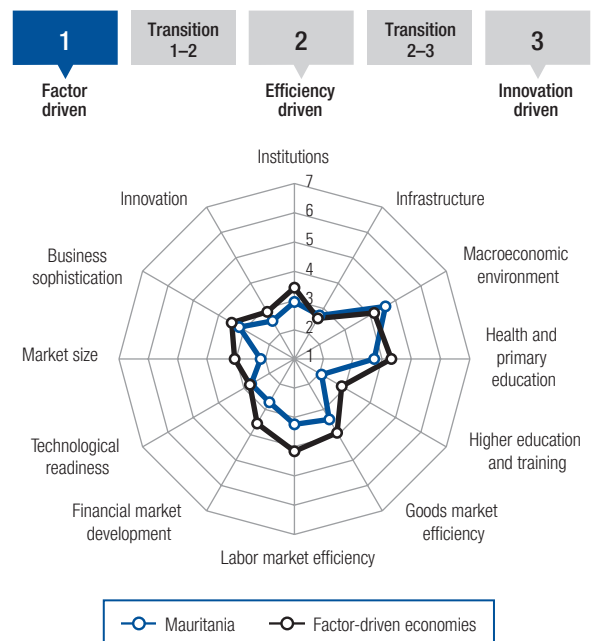 1
Transition
1–2
2
Transition
2–3
3
Factor
driven
Efficiency
driven
Innovation
driven
Institutions
7
Innovation
Infrastructure
6
5
Business
sophistication
Macroeconomic
environment
4
3
2
Market size
1
Health and
primary
education
Technological
readiness
Higher education
and training
Financial market
development
Goods market
efficiency
Labor market efficiency
Mauritania
Factor-driven economies